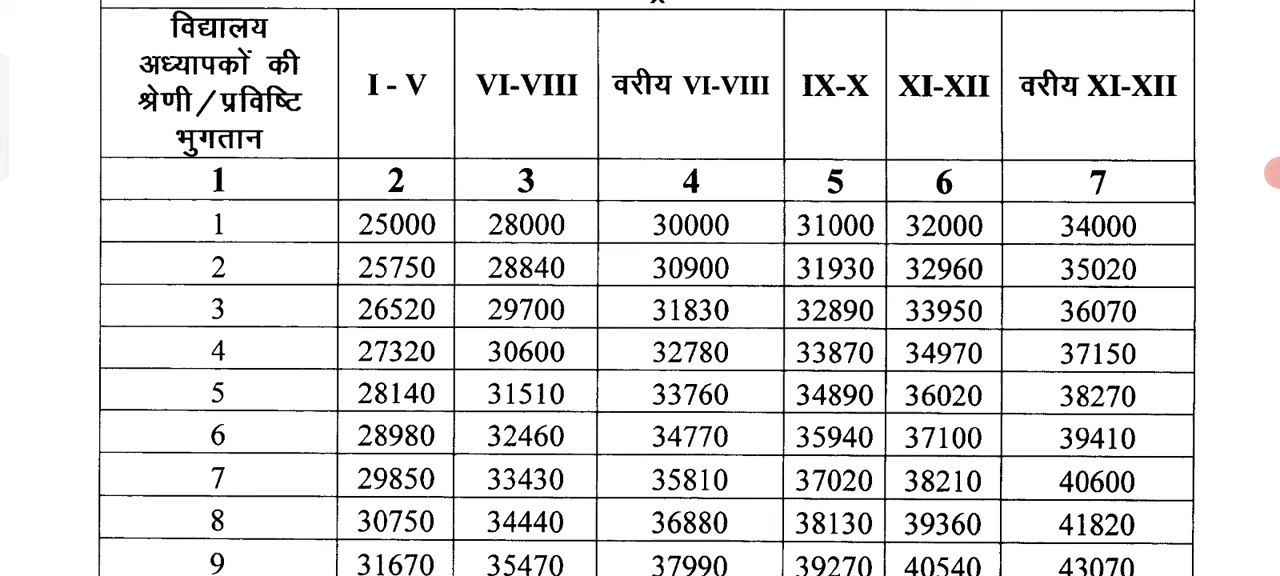 विद्यालय
अध्यापकों की
श्रेणी / प्रविष्टि
भुगतान
I - V
VI-VIII
वरीय VI-VIII
IX-X
XI-XII
वरीय XI-XII
1 2 3 4 5 6 7
1 25000 28000 30000 31000 32000 34000
2 25750 28840 30900 31930 32960 35020
3 26520 29700 31830 32890 33950 36070
4 27320 30600 32780 33870 34970 37150
5 28140 31510 33760 34890 36020 38270
6 28980 32460 34770 35940 37100 39410
7 29850 33430 35810 37020 38210 40600
8 30750 34440 36880 38130 39360 41820
9 31670 35470 37990 39270 40540 43070